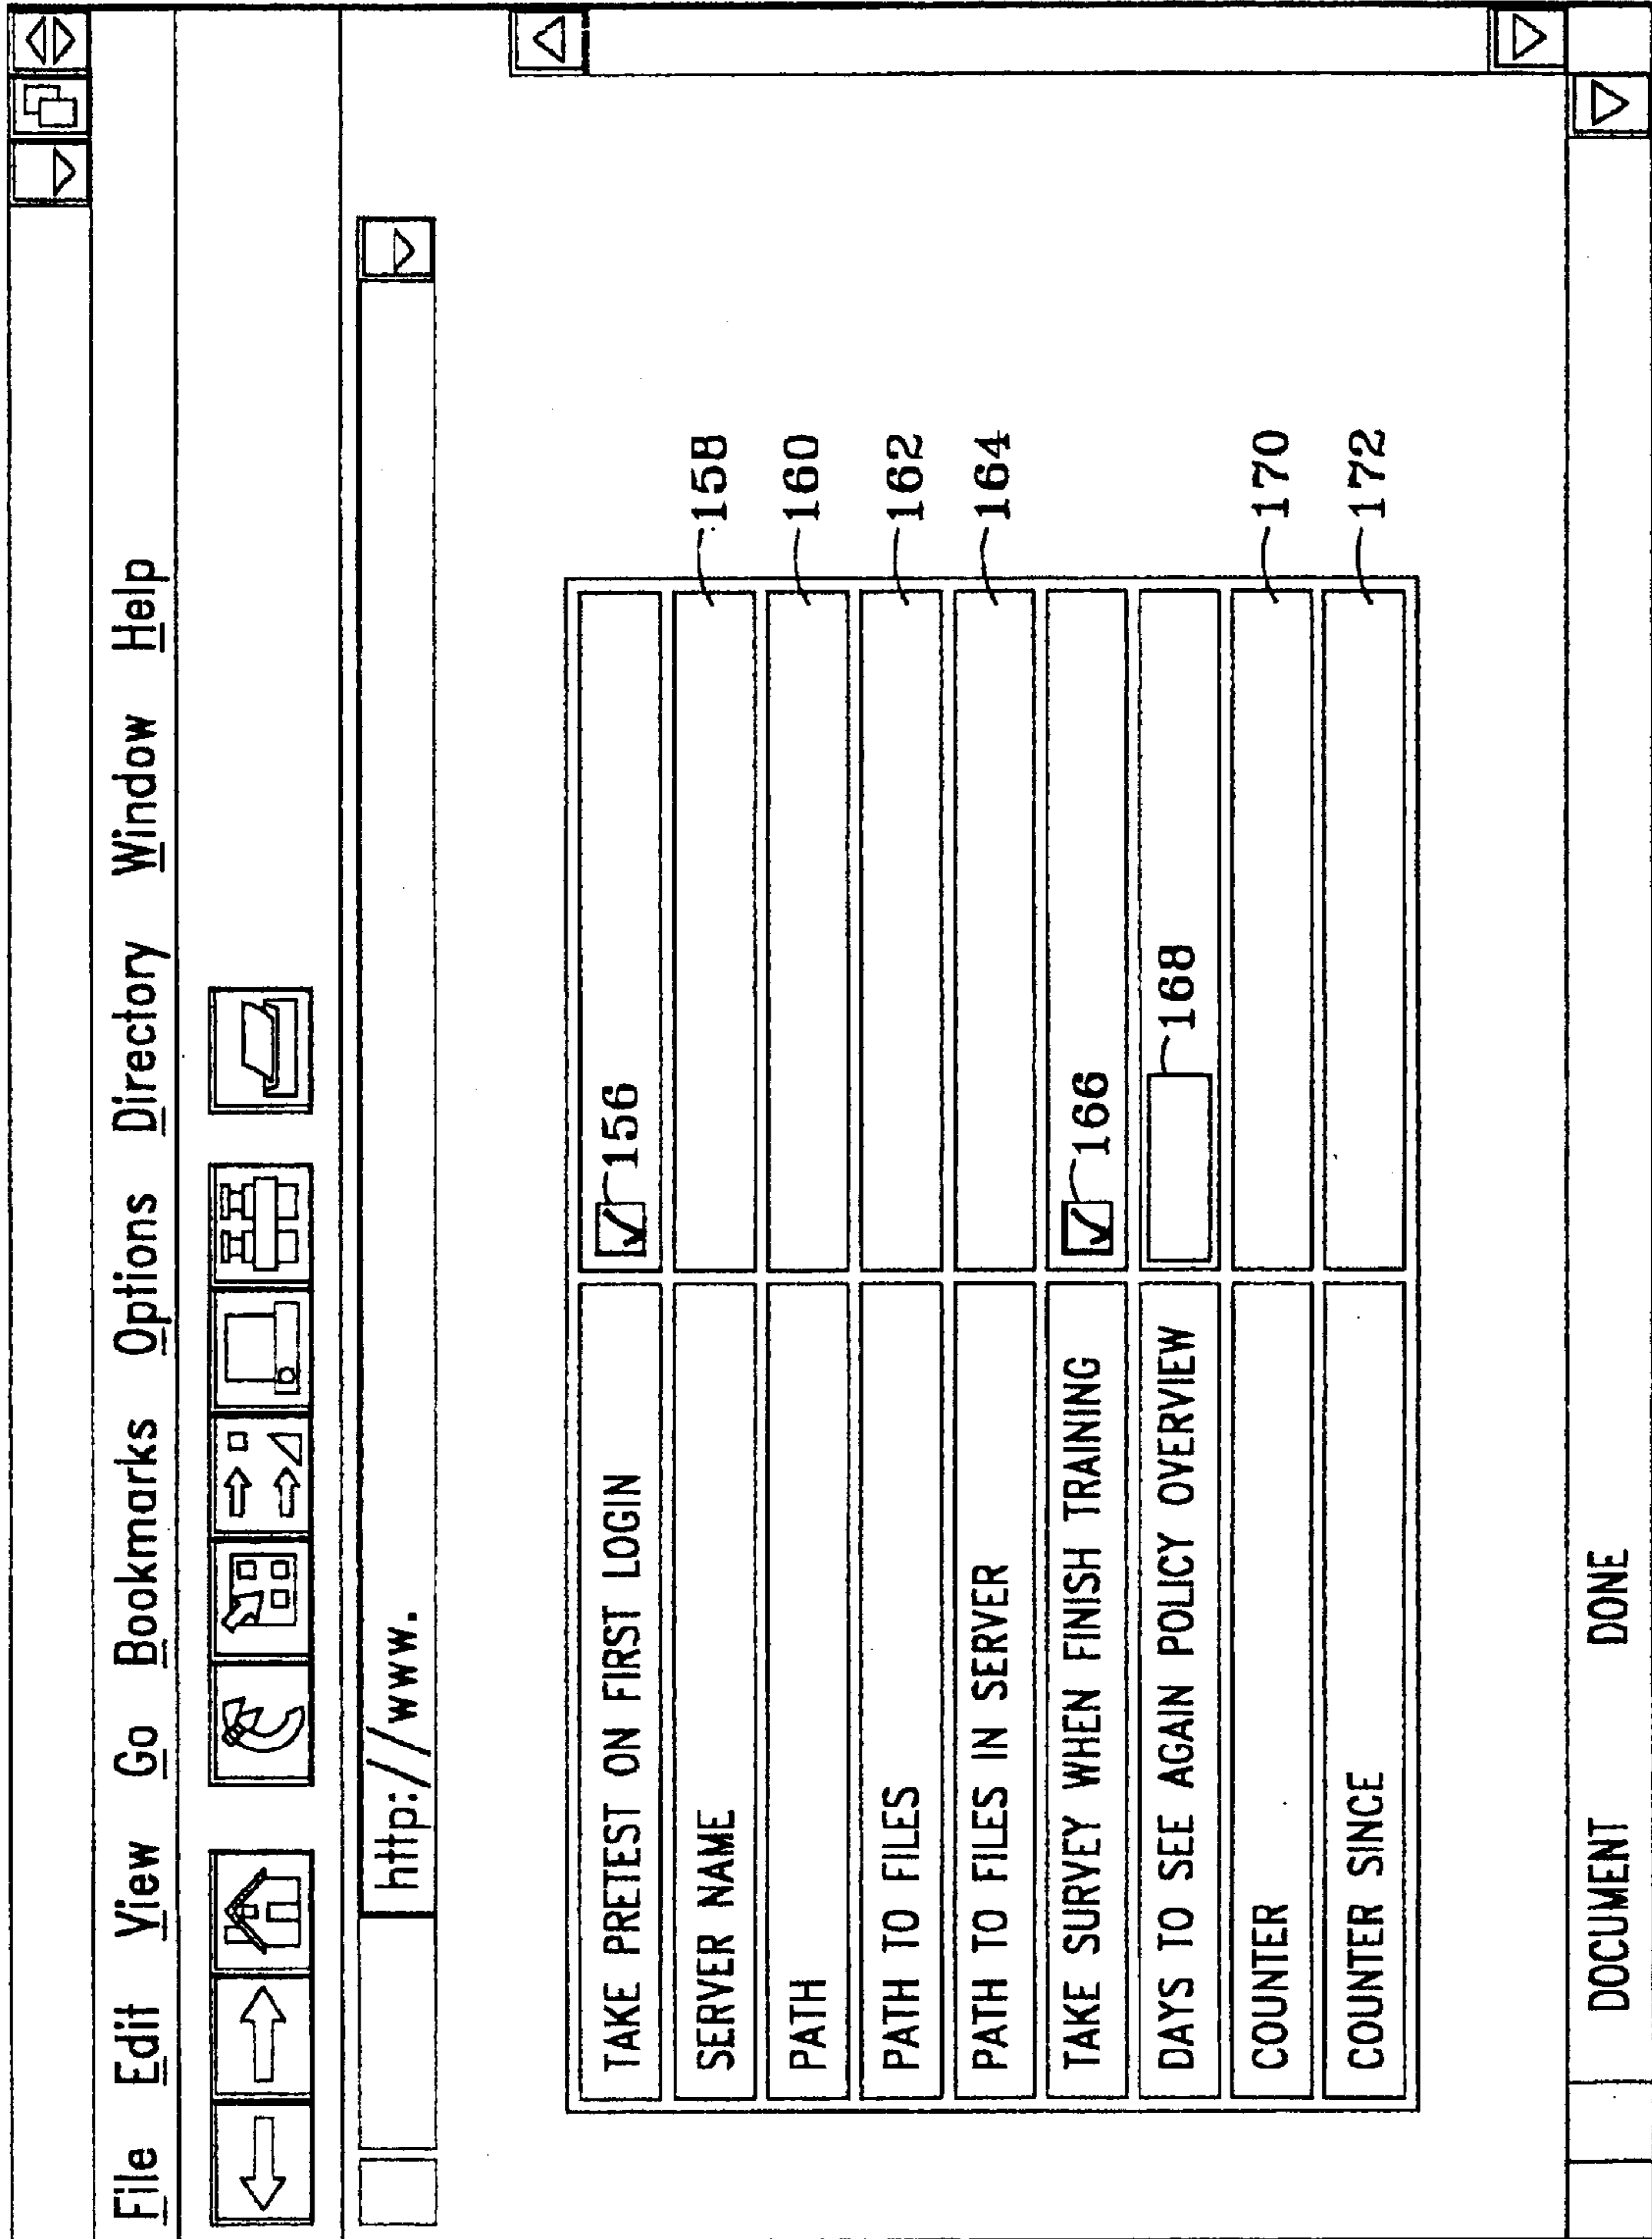 File Edit View Go Bookmarks Options Directory Window Help
http://www.
TAKE PRETEST ON FIRST LOGIN 156
SERVER NAME 158
PATH 160
PATH TO FILES 162
PATH TO FILES IN SERVER 164
TAKE SURVEY WHEN FINISH TRAINING 166
DAYS TO SEE AGAIN POLICY OVERVIEW 168
COUNTER 170
COUNTER SINCE 172
DOCUMENT DONE